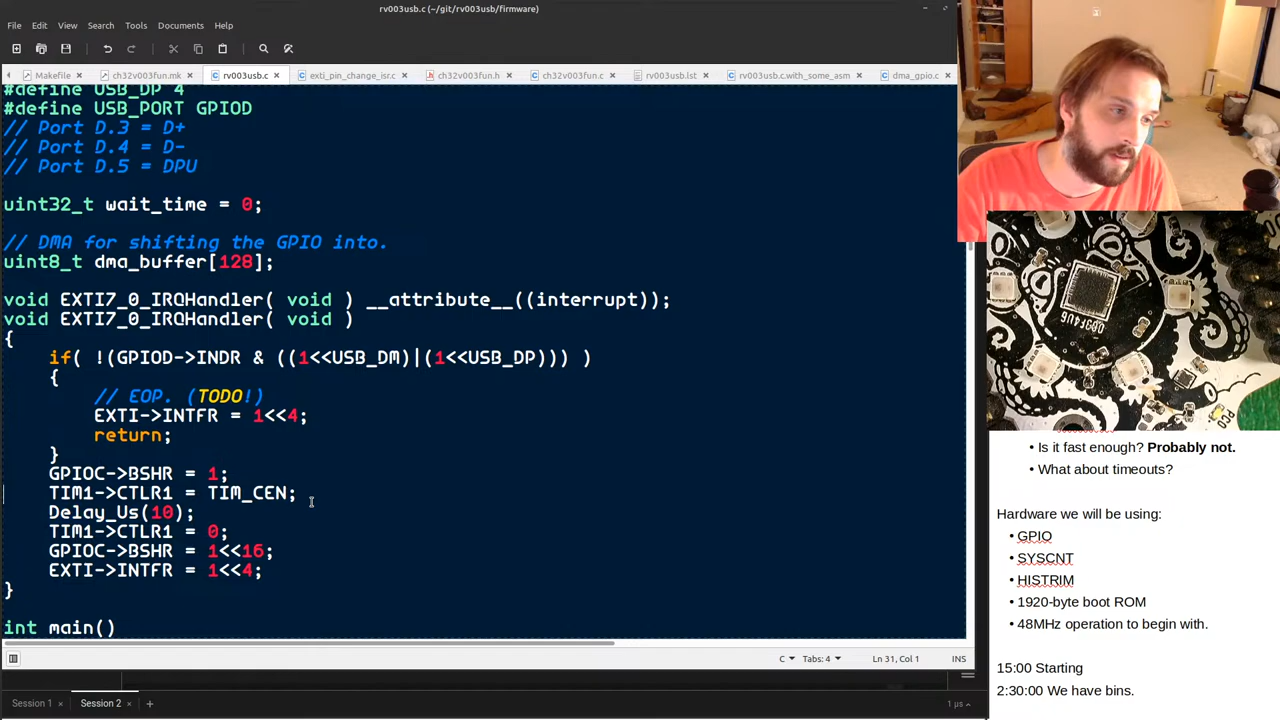 rv003usb.c (~/git/rv003usb/firmware)
File Edit View Search Tools Documents Help
Makefile ch32v003fun.mk rv003usb.c exti_pin_change_isr.c ch32v003fun.h ch32v003fun.c rv003usb.lst rv003usb.c.with_some_asm dma_gpio.c
#define USB_DP 4
#define USB_PORT GPIOD
// Port D.3 = D+
// Port D.4 = D-
// Port D.5 = DPU
uint32_t wait_time = 0;
// DMA for shifting the GPIO into.
uint8_t dma_buffer[128];
void EXTI7_0_IRQHandler( void ) __attribute__((interrupt));
void EXTI7_0_IRQHandler( void )
{
if( !(GPIOD->INDR & ((1<<USB_DM)|(1<<USB_DP))) )
{
// EOP. (TODO!)
EXTI->INTFR = 1<<4;
return;
}
GPIOC->BSHR = 1;
TIM1->CTLR1 = TIM_CEN;
Delay_Us(10);
TIM1->CTLR1 = 0;
GPIOC->BSHR = 1<<16;
EXTI->INTFR = 1<<4;
}
int main()
C Tabs: 4 Ln 31, Col 1 INS
Session 1 Session 2 1 µs
• Is it fast enough? Probably not.
• What about timeouts?
Hardware we will be using:
• GPIO
• SYSCNT
• HISTRIM
• 1920-byte boot ROM
• 48MHz operation to begin with.
15:00 Starting
2:30:00 We have bins.